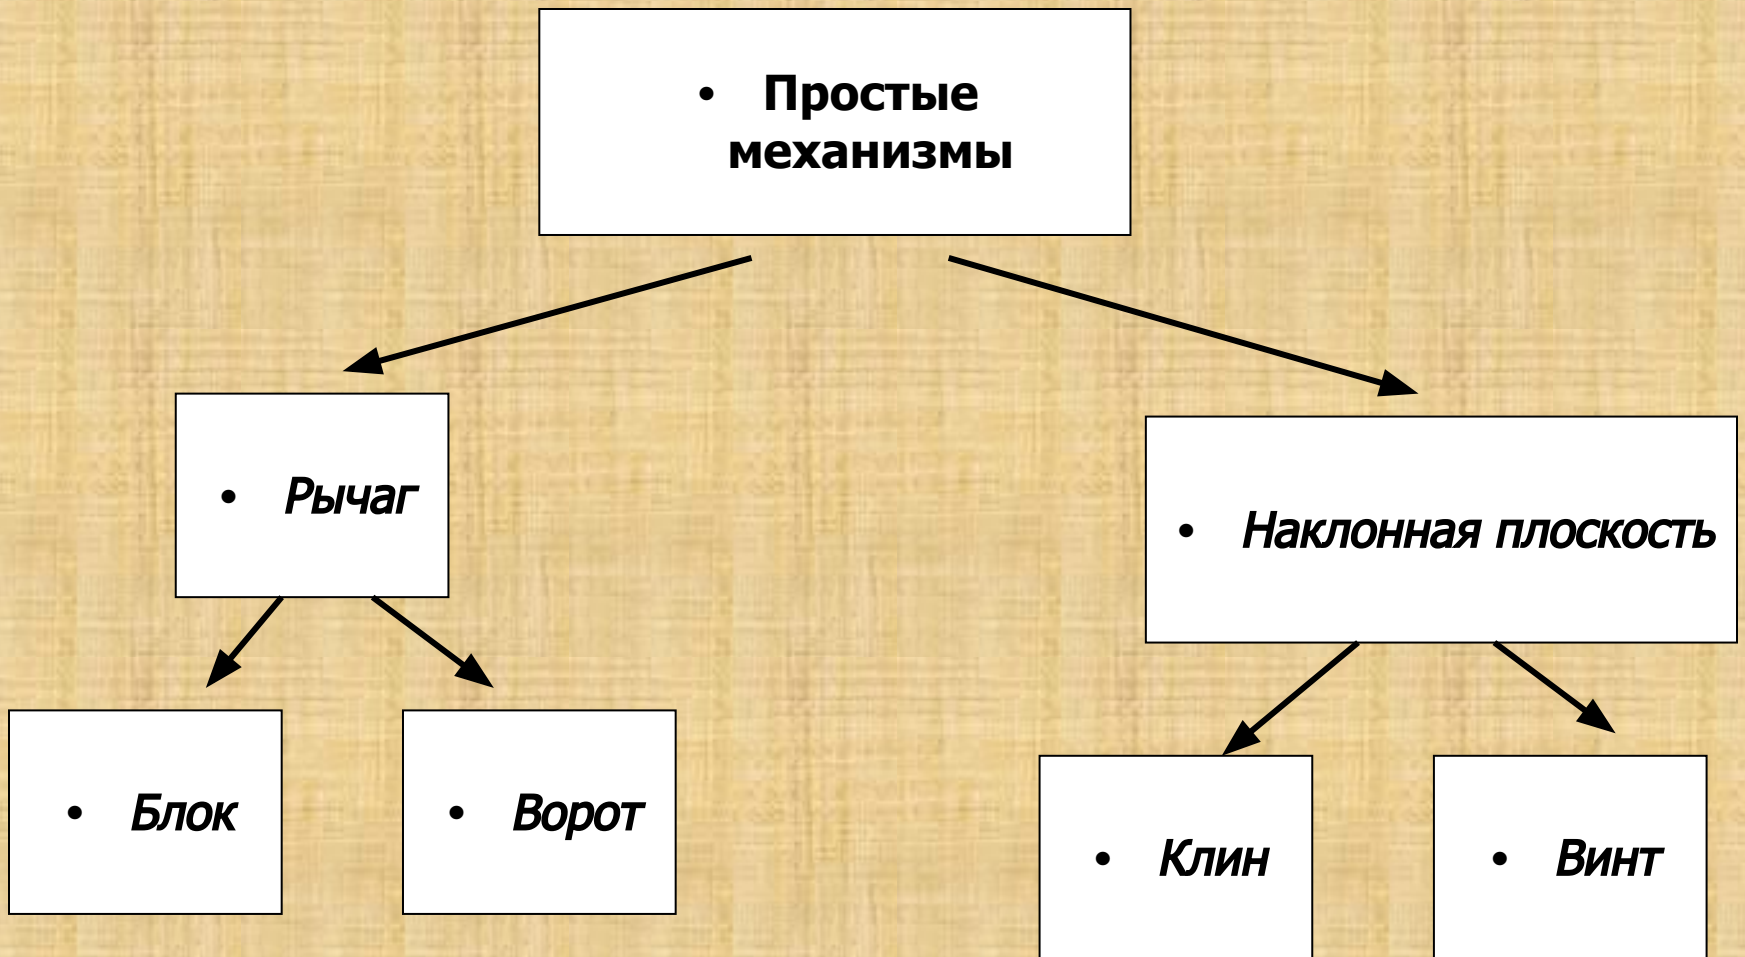 • Простые
механизмы
• Рычаг
• Наклонная плоскость
• Блок
• Ворот
• Клин
• Винт